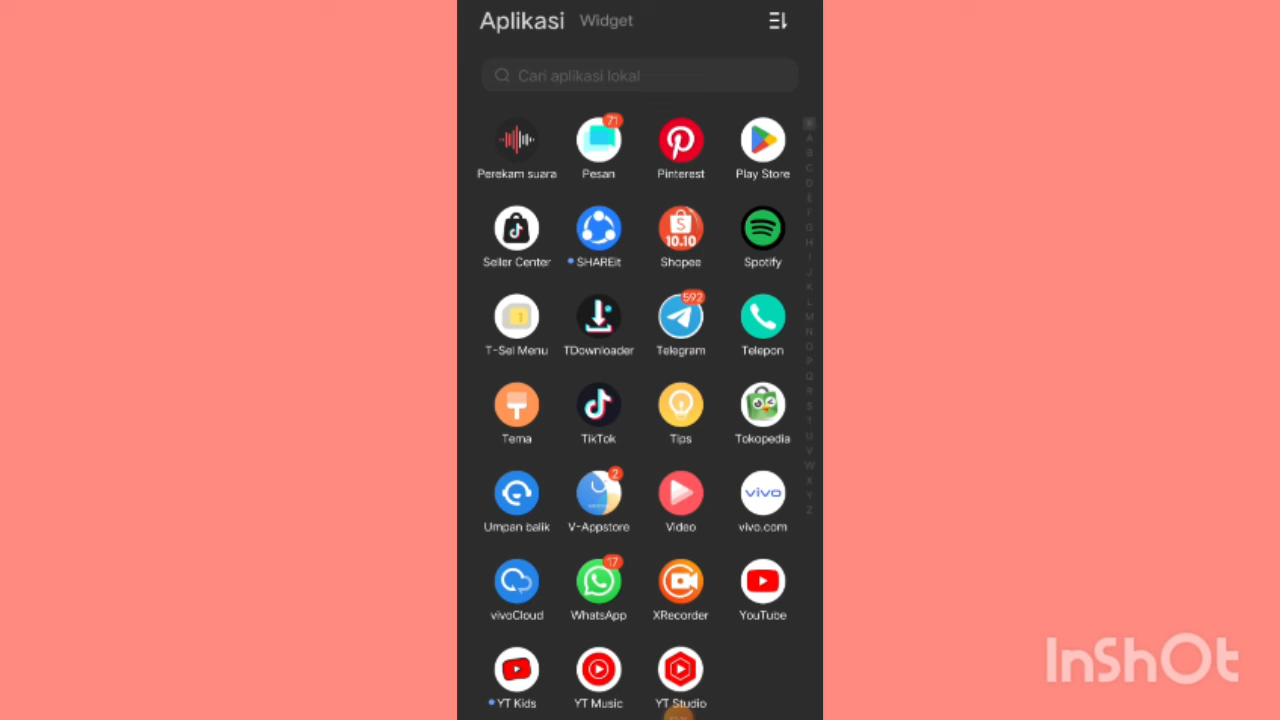 Aplikasi Widget
Cari aplikasi lokal
71
Perekam suara Pesan Pinterest Play Store
S
10.10
Seller Center SHAREit Shopee Spotify
592
1
T-Sel Menu TDownloader Telegram Telepon
Tema TikTok Tips Tokopedia
2
vivo
Umpan balik V-Appstore Video vivo.com
17
vivoCloud WhatsApp XRecorder YouTube
YT Kids YT Music YT Studio
A
B
C
D
E
F
G
H
I
J
K
L
M
N
O
P
Q
R
S
T
U
V
W
X
Y
Z
InShOt